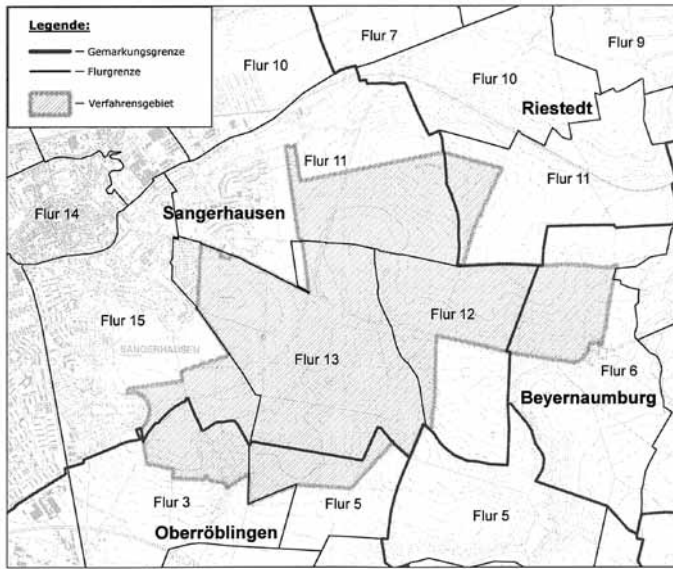 Legende:
— Gemarkungsgrenze
— Flurgrenze
— Verfahrensgebiet
Flur 7
Flur 9
Flur 10
Flur 10
Riestedt
Flur 11
Flur 11
Flur 14
Sangerhausen
Flur 15
Flur 12
SANGERHAUSEN
Flur 13
Flur 6
Beyernaumburg
Flur 3
Flur 5
Flur 5
Oberröblingen